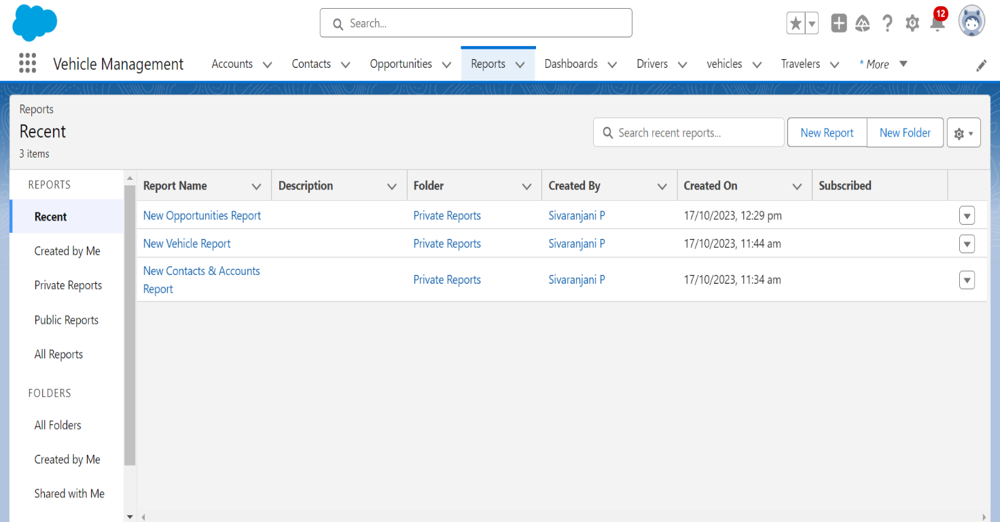 Search...
12
Vehicle Management Accounts Contacts Opportunities Reports Dashboards Drivers vehicles Travelers * More
Reports
Recent
3 items
Search recent reports...
New Report
New Folder
REPORTS
Recent
Created by Me
Private Reports
Public Reports
All Reports
FOLDERS
All Folders
Created by Me
Shared with Me
Report Name Description Folder Created By Created On Subscribed
New Opportunities Report Private Reports Sivaranjani P 17/10/2023, 12:29 pm
New Vehicle Report Private Reports Sivaranjani P 17/10/2023, 11:44 am
New Contacts & Accounts
Report Private Reports Sivaranjani P 17/10/2023, 11:34 am